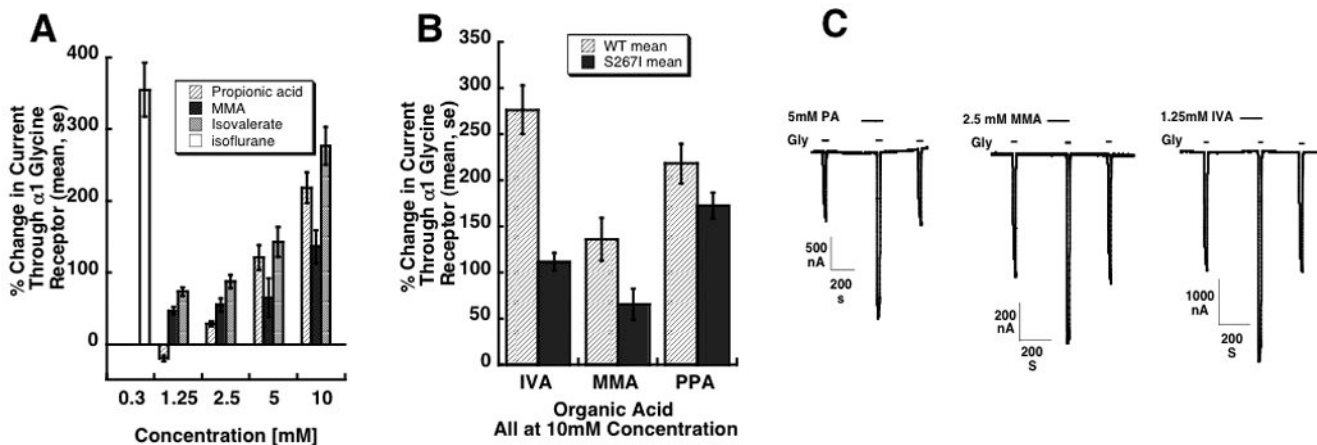 A
% Change in Current
Through α1 Glycine
Receptor (mean, se)
400
300
200
100
0
Propionic acid
MMA
Isovalerate
isoflurane
0.3 1.25 2.5 5 10
Concentration [mM]
B
% Change in Current
Through α1 Glycine
Receptor (mean, se)
350
300
250
200
150
100
50
0
WT mean
S267I mean
IVA MMA PPA
Organic Acid
All at 10mM Concentration
C
5mM PA
Gly
500
nA
200
s
2.5 mM MMA
Gly
200
nA
200
S
1.25mM IVA
Gly
1000
nA
200
S